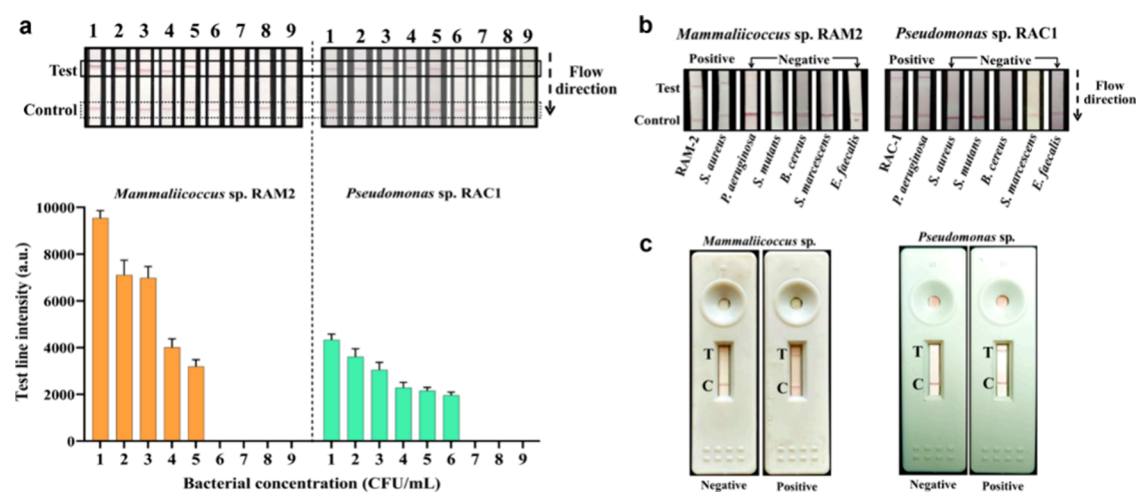 a
1 2 3 4 5 6 7 8 9 1 2 3 4 5 6 7 8 9
Test
Control
Flow
direction
Mammaliicoccus sp. RAM2
Pseudomonas sp. RAC1
Test line intensity (a.u.)
10000
8000
6000
4000
2000
0
1 2 3 4 5 6 7 8 9 1 2 3 4 5 6 7 8 9
Bacterial concentration (CFU/mL)
b
Mammaliicoccus sp. RAM2
Pseudomonas sp. RAC1
Positive
Negative
Positive
Negative
Test
Control
Flow
direction
RAM-2
S. aureus
P. aeruginosa
S. mutans
B. cereus
S. marcescens
E. faecalis
RAC-1
P. aeruginosa
S. aureus
S. mutans
B. cereus
S. marcescens
E. faecalis
c
Mammaliicoccus sp.
Pseudomonas sp.
T
C
T
C
T
C
T
C
Negative
Positive
Negative
Positive